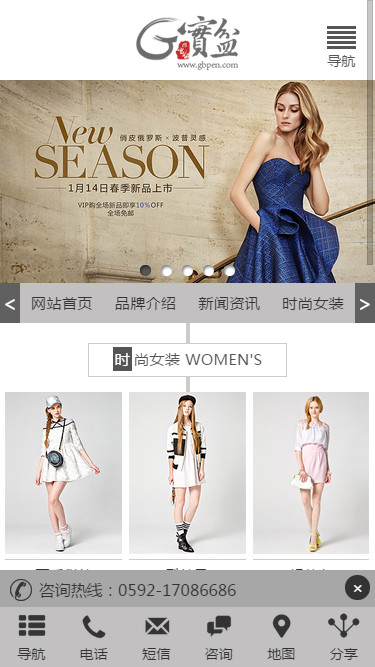 G寶盆
www.gbpen.com
导航
New
SEASON
俏皮俄罗斯·波普灵感
1月14日春季新品上市
VIP购全场新品即享10%OFF
全场免邮
< 网站首页 品牌介绍 新闻资讯 时尚女装 >
时尚女装 WOMEN'S
咨询热线：0592-17086686
导航 电话 短信 咨询 地图 分享